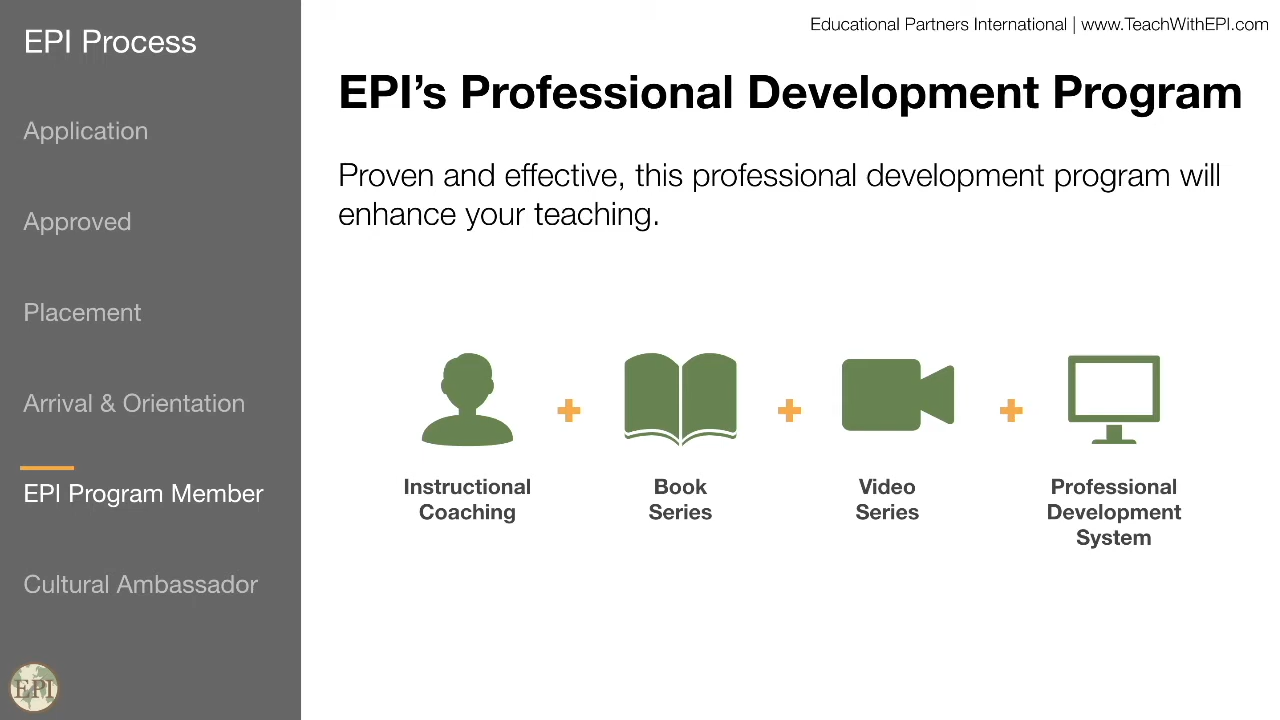 EPI Process
Application
Approved
Placement
Arrival & Orientation
EPI Program Member
Cultural Ambassador
EPI
Educational Partners International | www.TeachWithEPI.com
EPI’s Professional Development Program
Proven and effective, this professional development program will
enhance your teaching.
Instructional
Coaching
Book
Series
Video
Series
Professional
Development
System